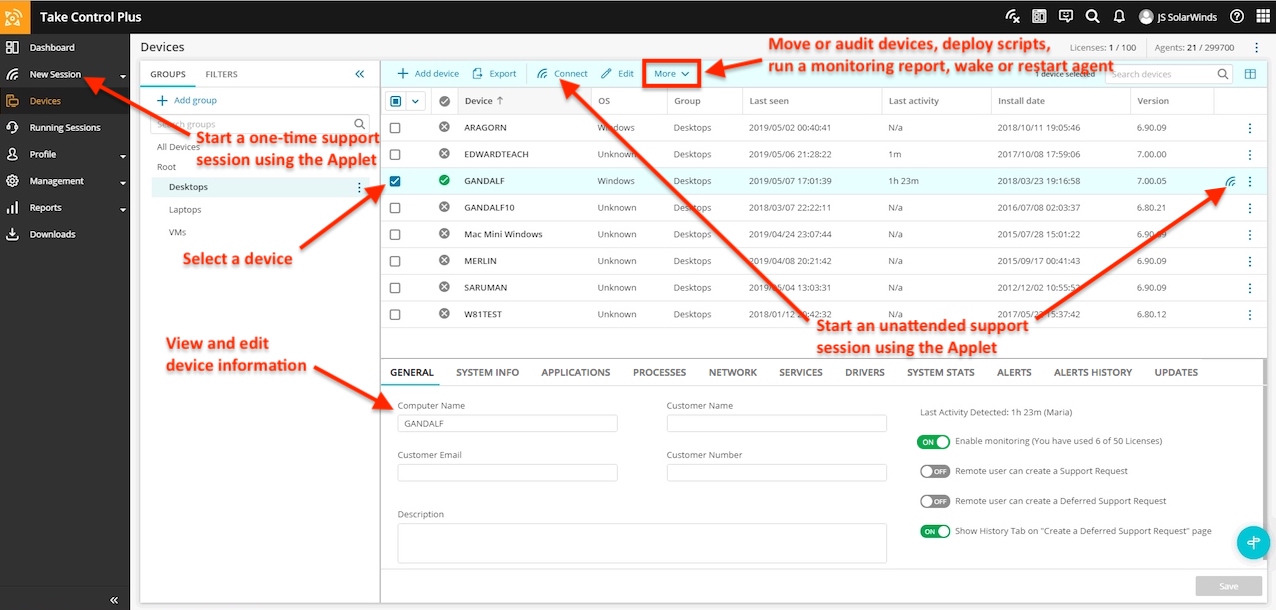 Take Control Plus
JS SolarWinds
Dashboard
New Session
Devices
Running Sessions
Profile
Management
Reports
Downloads
Devices
Licenses: 1 / 100
Agents: 21 / 299700
GROUPS
FILTERS
Add group
Search groups
All Devices
Root
Desktops
Laptops
VMs
Add device
Export
Connect
Edit
More
1 device selected
Search devices
Move or audit devices, deploy scripts,
run a monitoring report, wake or restart agent
Start a one-time support
session using the Applet
Select a device
View and edit
device information
Start an unattended support
session using the Applet
Device OS Group Last seen Last activity Install date Version
ARAGORN Windows Desktops 2019/05/02 00:40:41 N/a 2018/10/11 19:05:46 6.90.09
EDWARDTEACH Unknown Desktops 2019/05/06 21:28:22 1m 2017/10/08 17:59:06 7.00.00
GANDALF Windows Desktops 2019/05/07 17:01:39 1h 23m 2018/03/23 19:16:58 7.00.05
GANDALF10 Unknown Desktops 2018/03/07 22:22:11 N/a 2016/07/08 02:03:37 6.80.21
Mac Mini Windows Unknown Desktops 2019/04/24 23:07:44 N/a 2015/07/28 15:01:22 6.90.09
MERLIN Unknown Desktops 2019/04/08 20:21:42 N/a 2015/09/17 00:41:43 6.90.09
SARUMAN Unknown Desktops 2019/05/04 13:03:31 N/a 2012/12/02 10:55:52 6.90.09
W81TEST Unknown Desktops 2018/01/12 20:42:32 N/a 15:37:42 6.80.12
GENERAL SYSTEM INFO APPLICATIONS PROCESSES NETWORK SERVICES DRIVERS SYSTEM STATS ALERTS ALERTS HISTORY UPDATES
Computer Name
GANDALF
Customer Name
Customer Email
Customer Number
Description
Last Activity Detected: 1h 23m (Maria)
ON Enable monitoring (You have used 6 of 50 Licenses)
OFF Remote user can create a Support Request
OFF Remote user can create a Deferred Support Request
ON Show History Tab on "Create a Deferred Support Request" page
Save